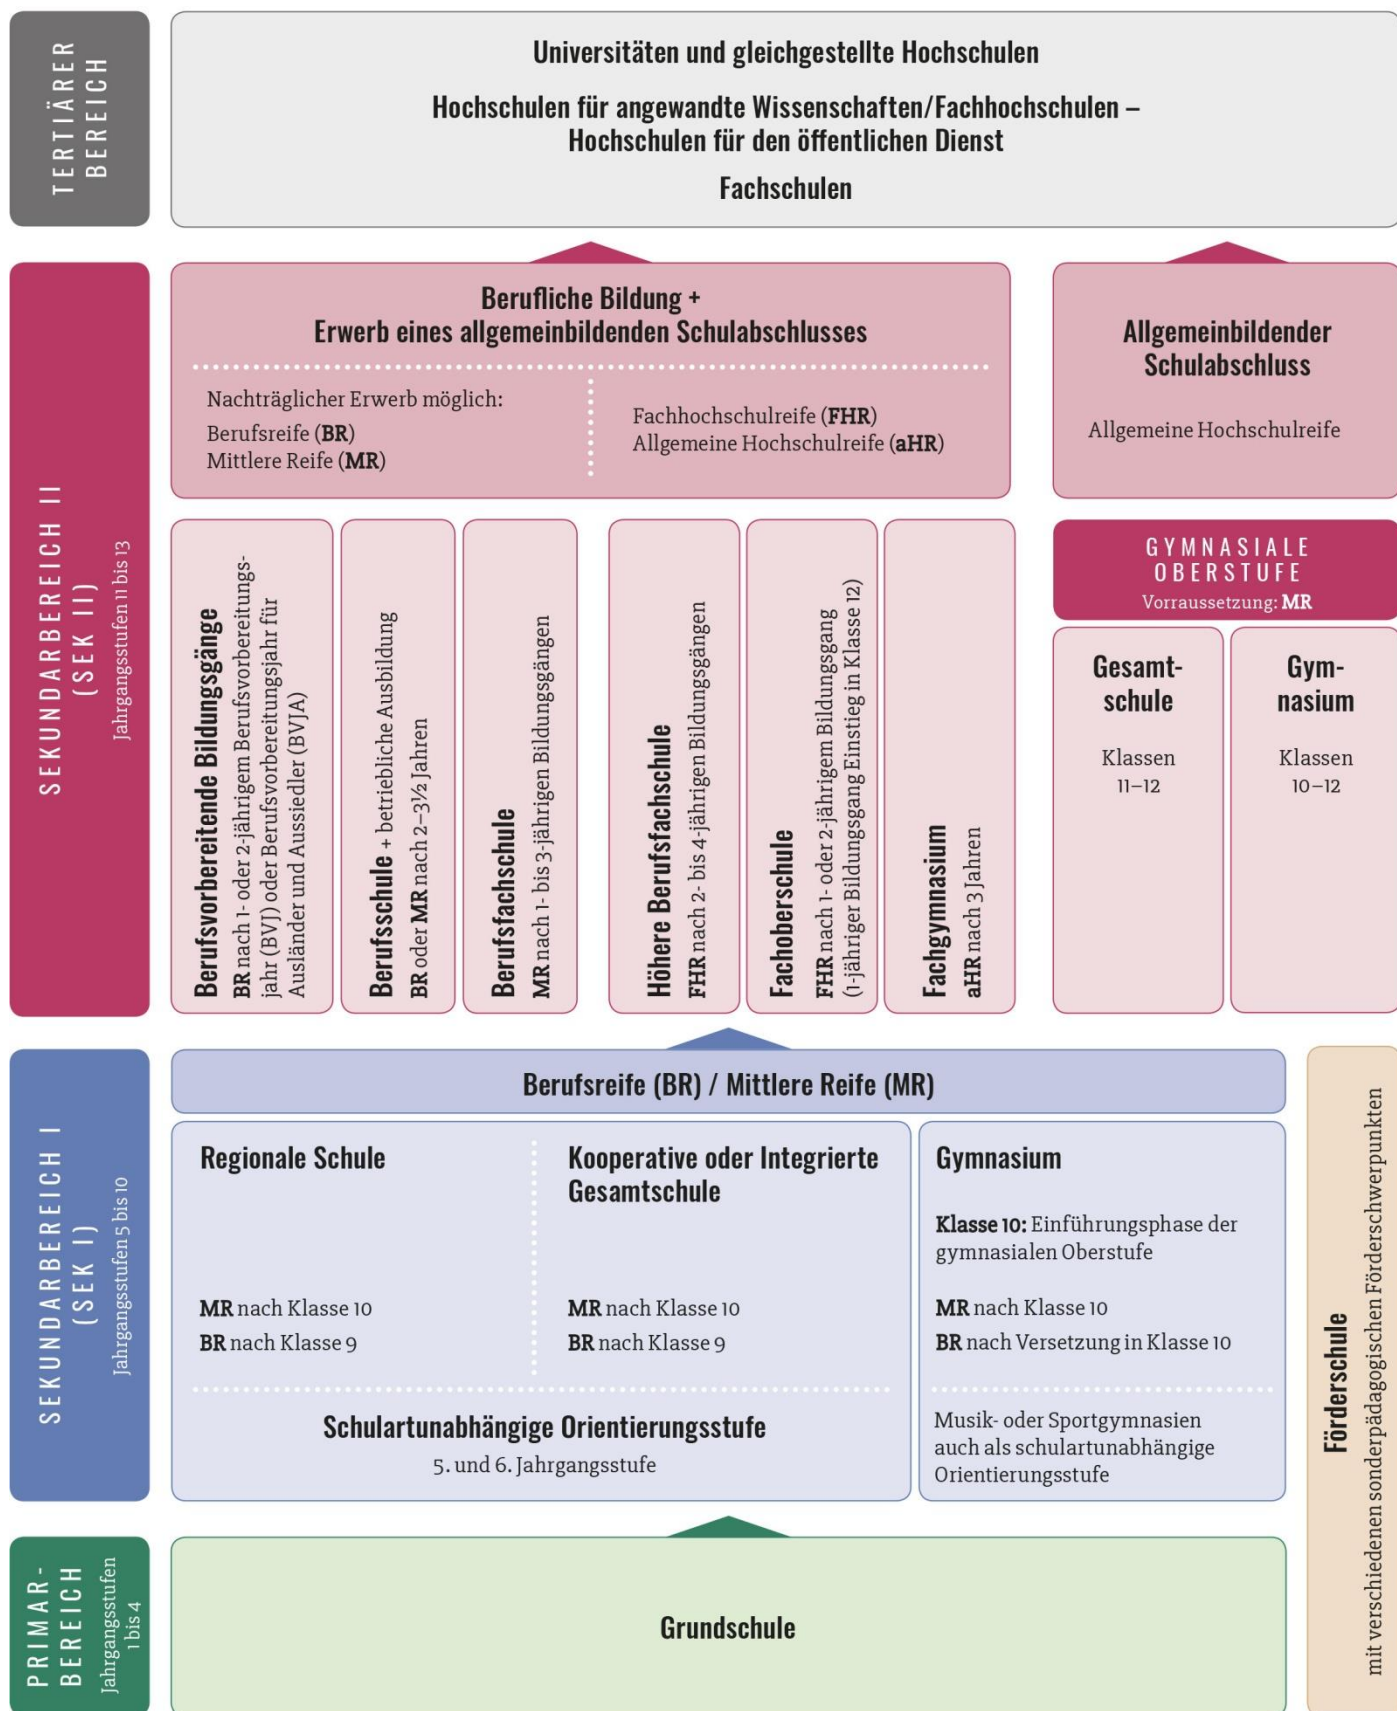 TERTIÄRER
BEREICH
Universitäten und gleichgestellte Hochschulen
Hochschulen für angewandte Wissenschaften/Fachhochschulen –
Hochschulen für den öffentlichen Dienst
Fachschulen
SEKUNDARBEREICH II
(SEK II)
Jahrgangsstufen 11 bis 13
Berufliche Bildung +
Erwerb eines allgemeinbildenden Schulabschlusses
Nachträglicher Erwerb möglich:
Berufsreife (BR)
Mittlere Reife (MR)
Fachhochschulreife (FHR)
Allgemeine Hochschulreife (aHR)
Allgemeinbildender
Schulabschluss
Allgemeine Hochschulreife
Berufsvorbereitende Bildungsgänge
BR nach 1- oder 2-jährigem Berufsvorbereitungs-
jahr (BVJ) oder Berufsvorbereitungsjahr für
Ausländer und Aussiedler (BVJA)
Berufsschule + betriebliche Ausbildung
BR oder MR nach 2–3½ Jahren
Berufsfachschule
MR nach 1- bis 3-jährigen Bildungsgängen
Höhere Berufsfachschule
FHR nach 2- bis 4-jährigen Bildungsgängen
Fachoberschule
FHR nach 1- oder 2-jährigem Bildungsgang
(1-jähriger Bildungsgang Einstieg in Klasse 12)
Fachgymnasium
aHR nach 3 Jahren
GYMNASIALE
OBERSTUFE
Vorraussetzung: MR
Gesamt-
schule
Klassen
11–12
Gym-
nasium
Klassen
10–12
SEKUNDARBEREICH I
(SEK I)
Jahrgangsstufen 5 bis 10
Berufsreife (BR) / Mittlere Reife (MR)
Regionale Schule
MR nach Klasse 10
BR nach Klasse 9
Kooperative oder Integrierte
Gesamtschule
MR nach Klasse 10
BR nach Klasse 9
Schulartunabhängige Orientierungsstufe
5. und 6. Jahrgangsstufe
Gymnasium
Klasse 10: Einführungsphase der
gymnasialen Oberstufe
MR nach Klasse 10
BR nach Versetzung in Klasse 10
Musik- oder Sportgymnasien
auch als schulartunabhängige
Orientierungsstufe
Förderschule
mit verschiedenen sonderpädagogischen Förderschwerpunkten
PRIMAR-
BEREICH
Jahrgangsstufen
1 bis 4
Grundschule